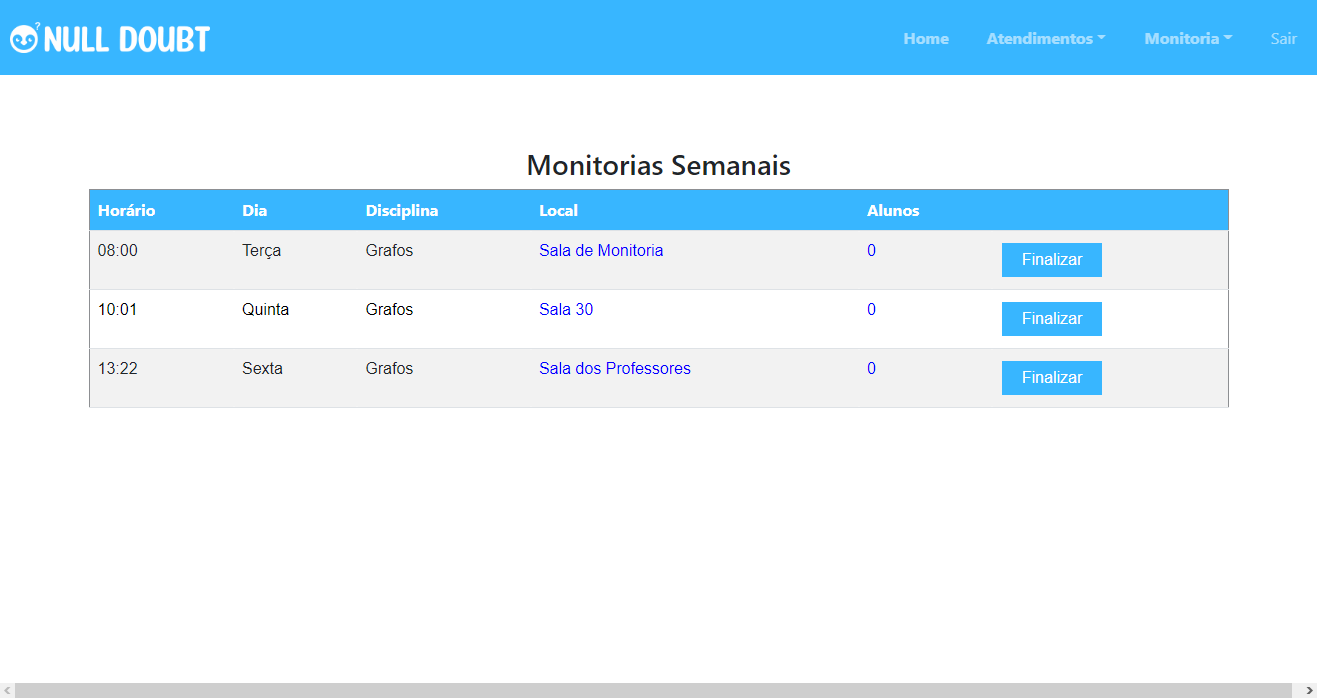 ? NULL DOUBT Home Atendimentos Monitoria Sair
Monitorias Semanais
Horário Dia Disciplina Local Alunos
08:00 Terça Grafos Sala de Monitoria 0 Finalizar
10:01 Quinta Grafos Sala 30 0 Finalizar
13:22 Sexta Grafos Sala dos Professores 0 Finalizar